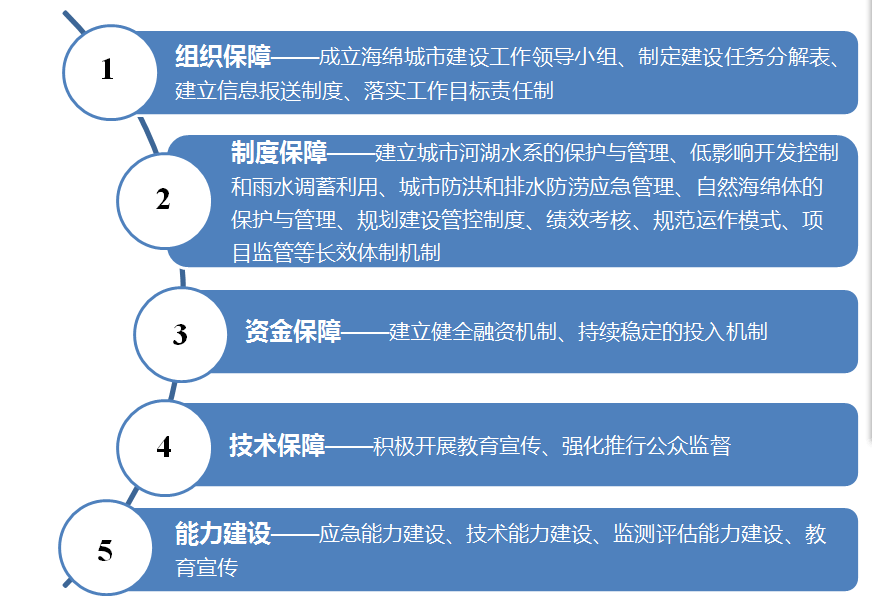 1
组织保障——成立海绵城市建设工作领导小组、制定建设任务分解表、
建立信息报送制度、落实工作目标责任制
2
制度保障——建立城市河湖水系的保护与管理、低影响开发控制
和雨水调蓄利用、城市防洪和排水防涝应急管理、自然海绵体的
保护与管理、规划建设管控制度、绩效考核、规范运作模式、项
目监管等长效体制机制
3
资金保障——建立健全融资机制、持续稳定的投入机制
4
技术保障——积极开展教育宣传、强化推行公众监督
5
能力建设——应急能力建设、技术能力建设、监测评估能力建设、教
育宣传